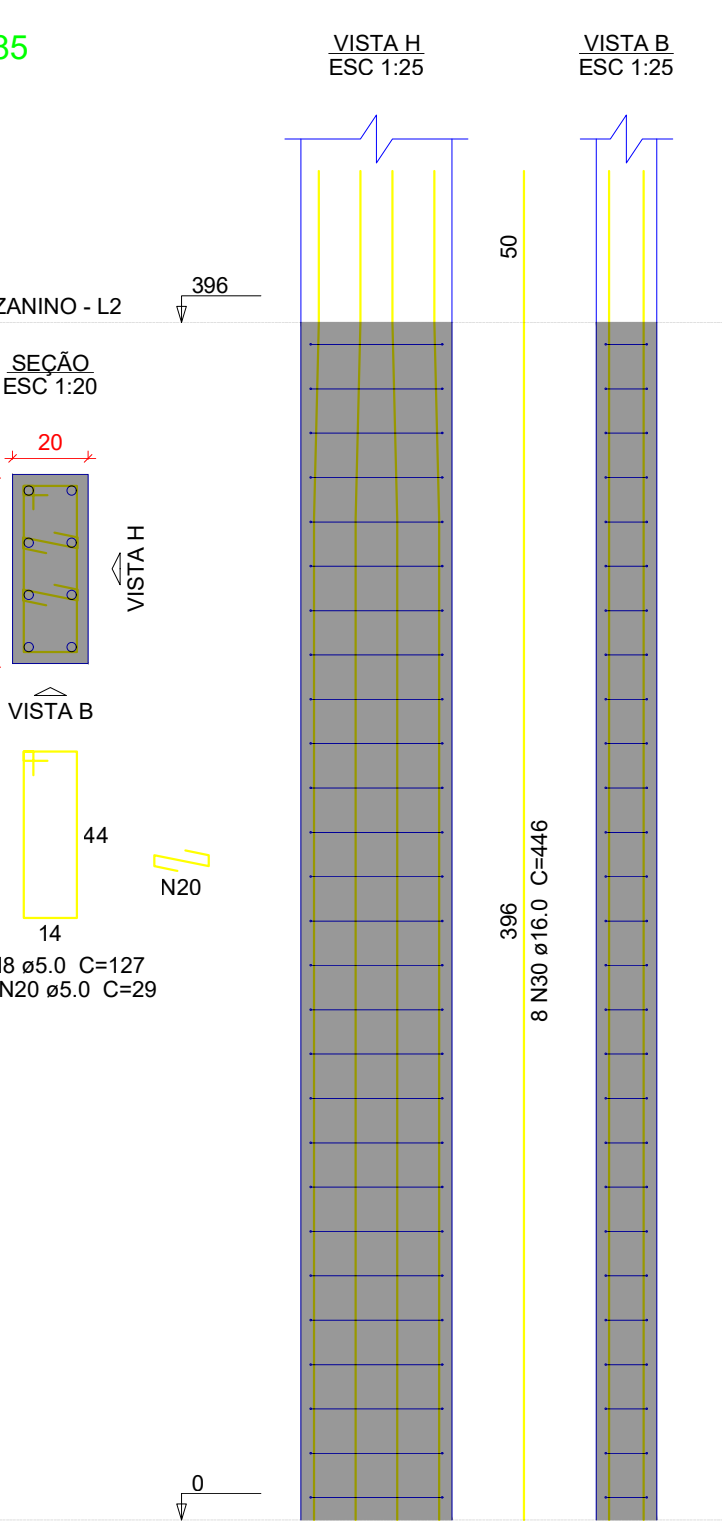 35
VISTA H
ESC 1:25
VISTA B
ESC 1:25
50
396
ZANINO - L2
SEÇÃO
ESC 1:20
20
VISTA H
VISTA B
44
N20
14
8 ø5.0 C=127
N20 ø5.0 C=29
396
8 N30 ø16.0 C=446
0